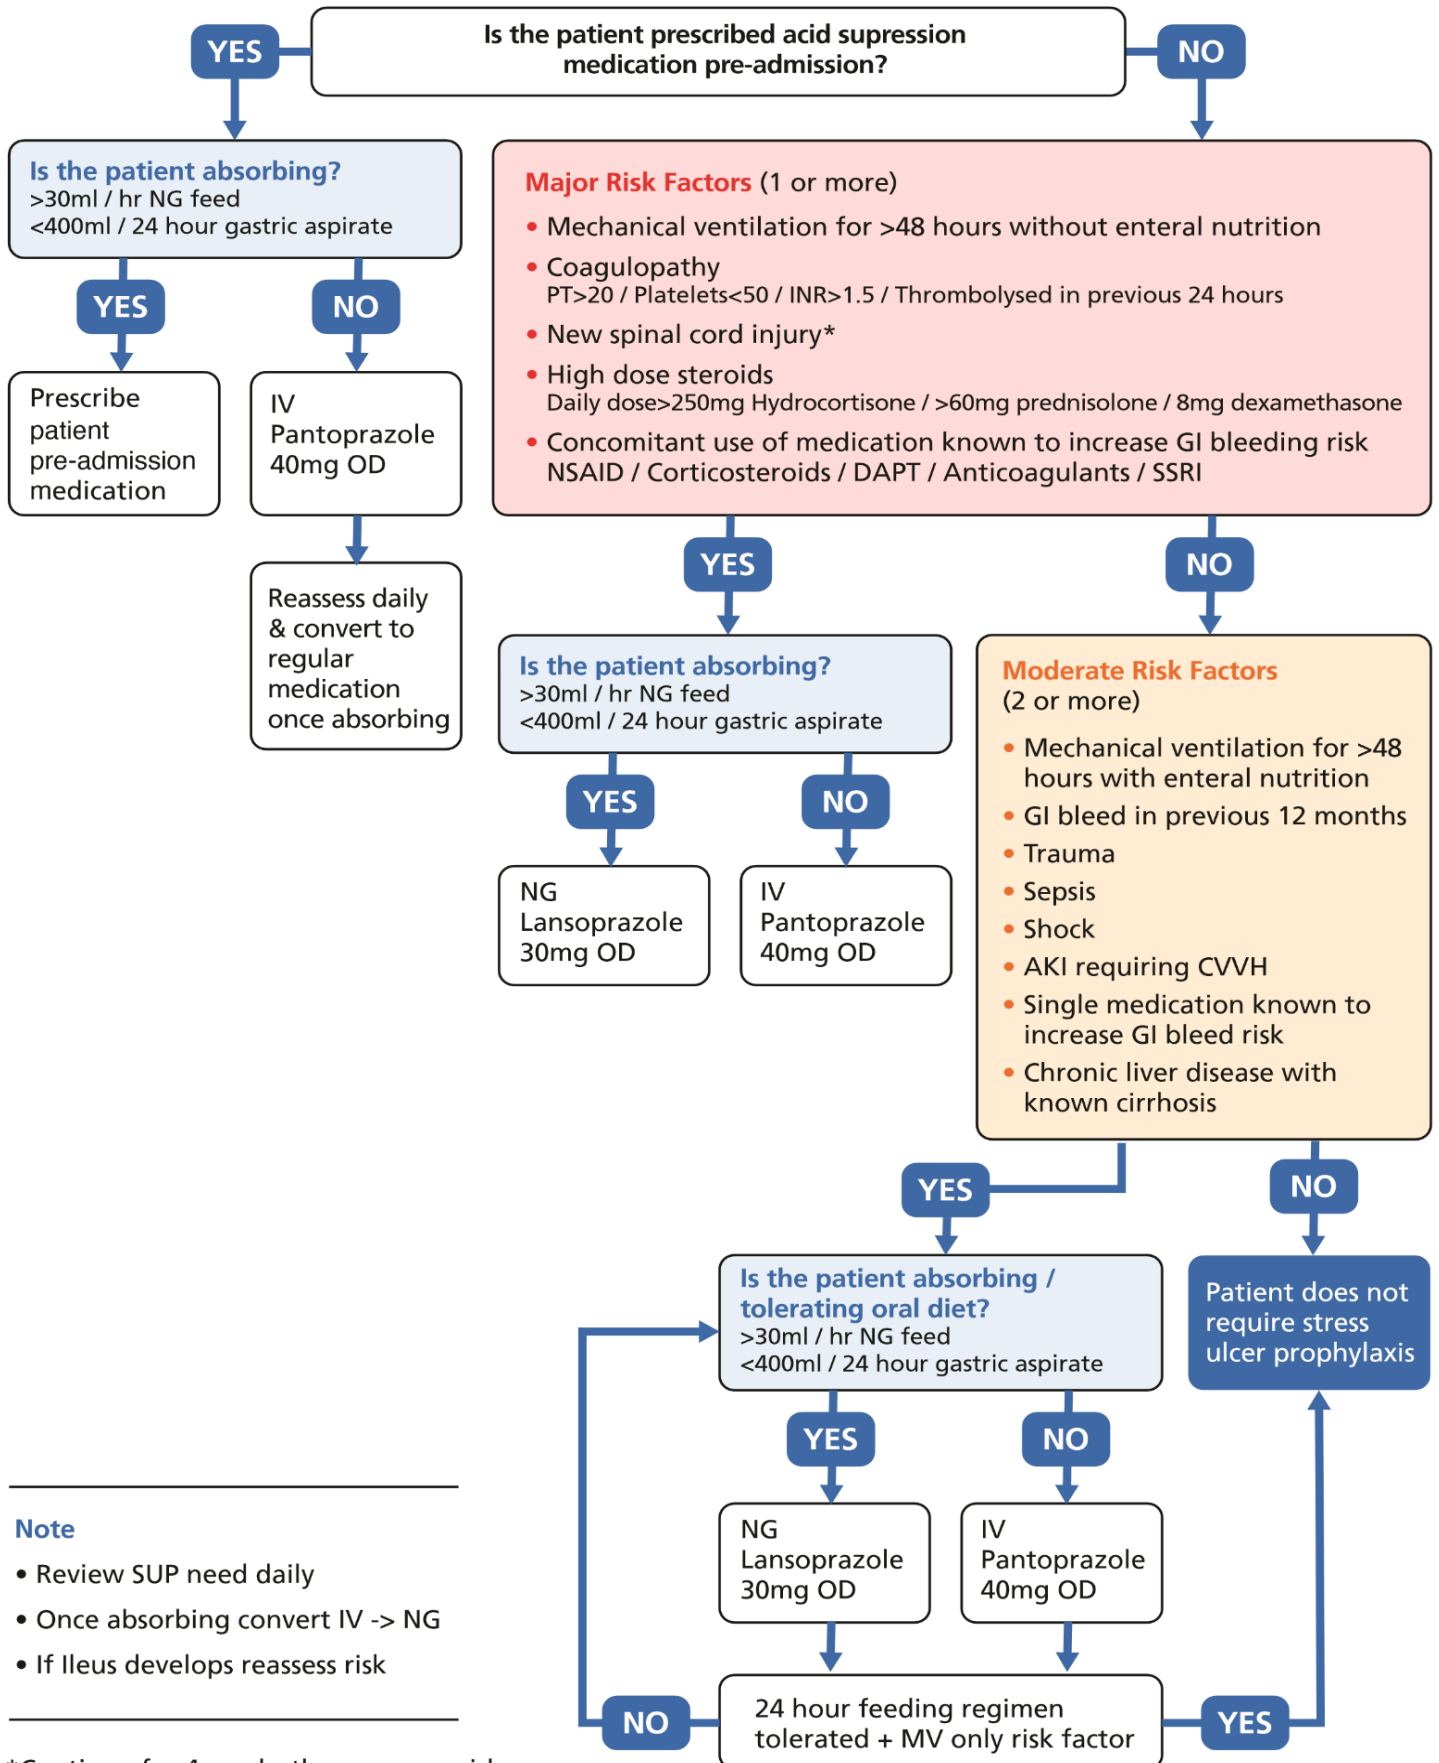 Is the patient prescribed acid supression
medication pre-admission?
YES
NO
Is the patient absorbing?
>30ml / hr NG feed
<400ml / 24 hour gastric aspirate
YES
NO
Prescribe
patient
pre-admission
medication
IV
Pantoprazole
40mg OD
Reassess daily
& convert to
regular
medication
once absorbing
Major Risk Factors (1 or more)
• Mechanical ventilation for >48 hours without enteral nutrition
• Coagulopathy
PT>20 / Platelets<50 / INR>1.5 / Thrombolysed in previous 24 hours
• New spinal cord injury*
• High dose steroids
Daily dose>250mg Hydrocortisone / >60mg prednisolone / 8mg dexamethasone
• Concomitant use of medication known to increase GI bleeding risk
NSAID / Corticosteroids / DAPT / Anticoagulants / SSRI
YES
NO
Is the patient absorbing?
>30ml / hr NG feed
<400ml / 24 hour gastric aspirate
YES
NO
NG
Lansoprazole
30mg OD
IV
Pantoprazole
40mg OD
Moderate Risk Factors
(2 or more)
• Mechanical ventilation for >48
hours with enteral nutrition
• GI bleed in previous 12 months
• Trauma
• Sepsis
• Shock
• AKI requiring CVVH
• Single medication known to
increase GI bleed risk
• Chronic liver disease with
known cirrhosis
YES
NO
Is the patient absorbing /
tolerating oral diet?
>30ml / hr NG feed
<400ml / 24 hour gastric aspirate
Patient does not
require stress
ulcer prophylaxis
YES
NO
NG
Lansoprazole
30mg OD
IV
Pantoprazole
40mg OD
24 hour feeding regimen
tolerated + MV only risk factor
NO
YES
Note
• Review SUP need daily
• Once absorbing convert IV -> NG
• If Ileus develops reassess risk